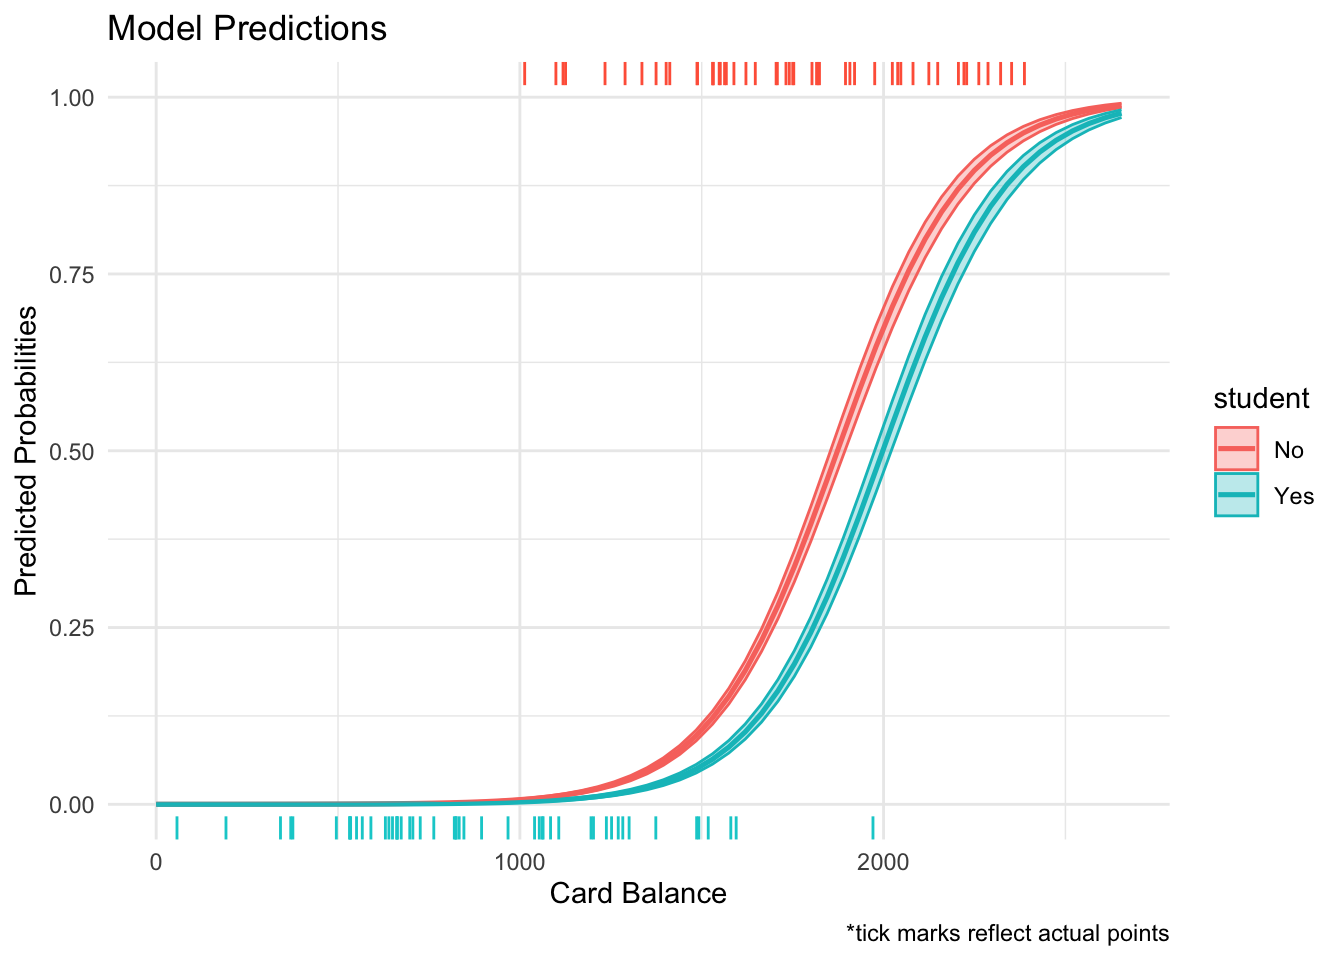 Model Predictions
Predicted Probabilities
1.00
0.75
0.50
0.25
0.00
0
1000
2000
Card Balance
*tick marks reflect actual points
student
No
Yes